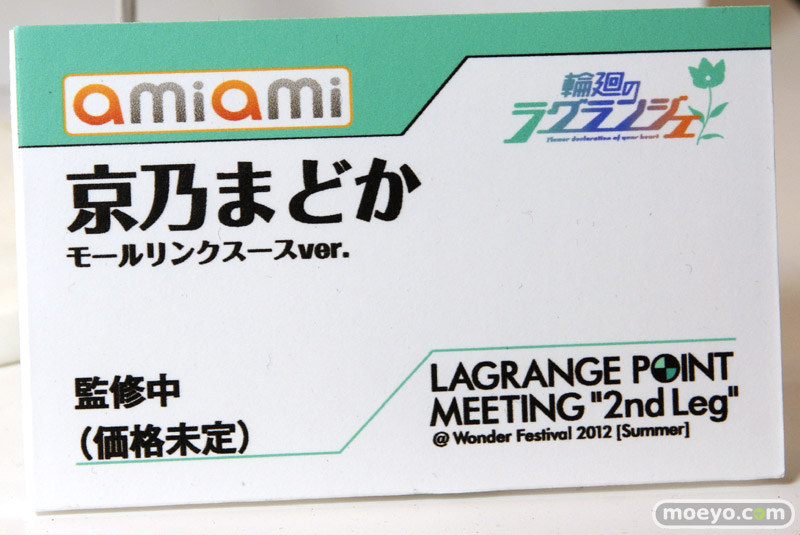 amiami
輪廻の
ラグランジェ
Flower declaration of your heart
京乃まどか
モールリンクスースver.
監修中
(価格未定)
LAGRANGE POINT
MEETING "2nd Leg"
@ Wonder Festival 2012 [Summer]
moeyo.com